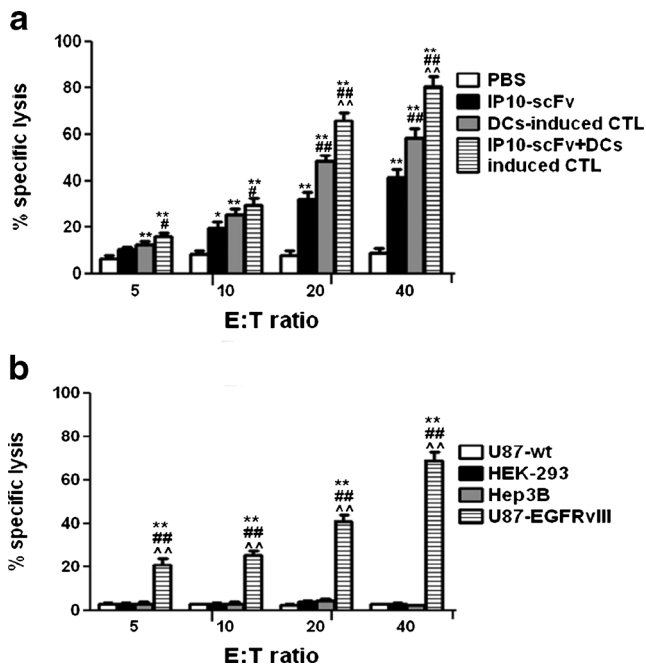 a
100
80
60
40
20
0
% specific lysis
**
**
#
*
**
**
#
**
**
##
**
##
^^
**
**
##
**
##
^^
5 10 20 40
E:T ratio
PBS
IP10-scFv
DCs-induced CTL
IP10-scFv+DCs
induced CTL
b
100
80
60
40
20
0
% specific lysis
**
##
^^
**
##
^^
**
##
^^
**
##
^^
5 10 20 40
E:T ratio
U87-wt
HEK-293
Hep3B
U87-EGFRvIII